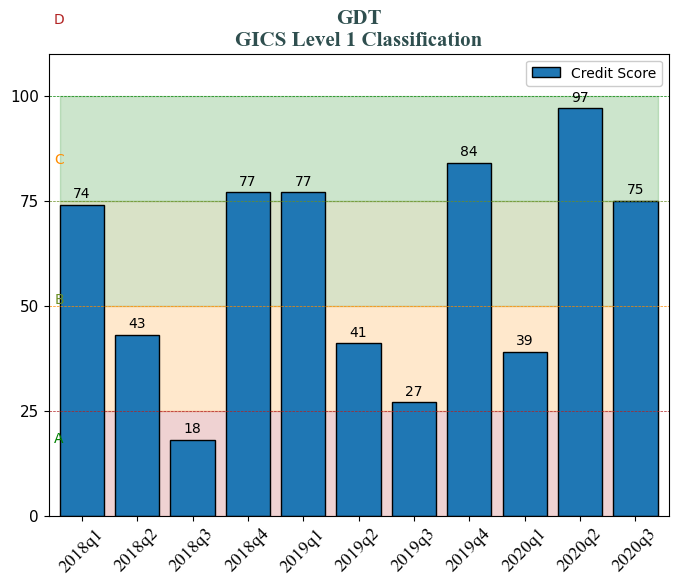 D
GDT
GICS Level 1 Classification
Credit Score
100
97
C
84
77
77
74
75
75
B
50
43
41
39
27
25
18
A
0
2018q1
2018q2
2018q3
2018q4
2019q1
2019q2
2019q3
2019q4
2020q1
2020q2
2020q3